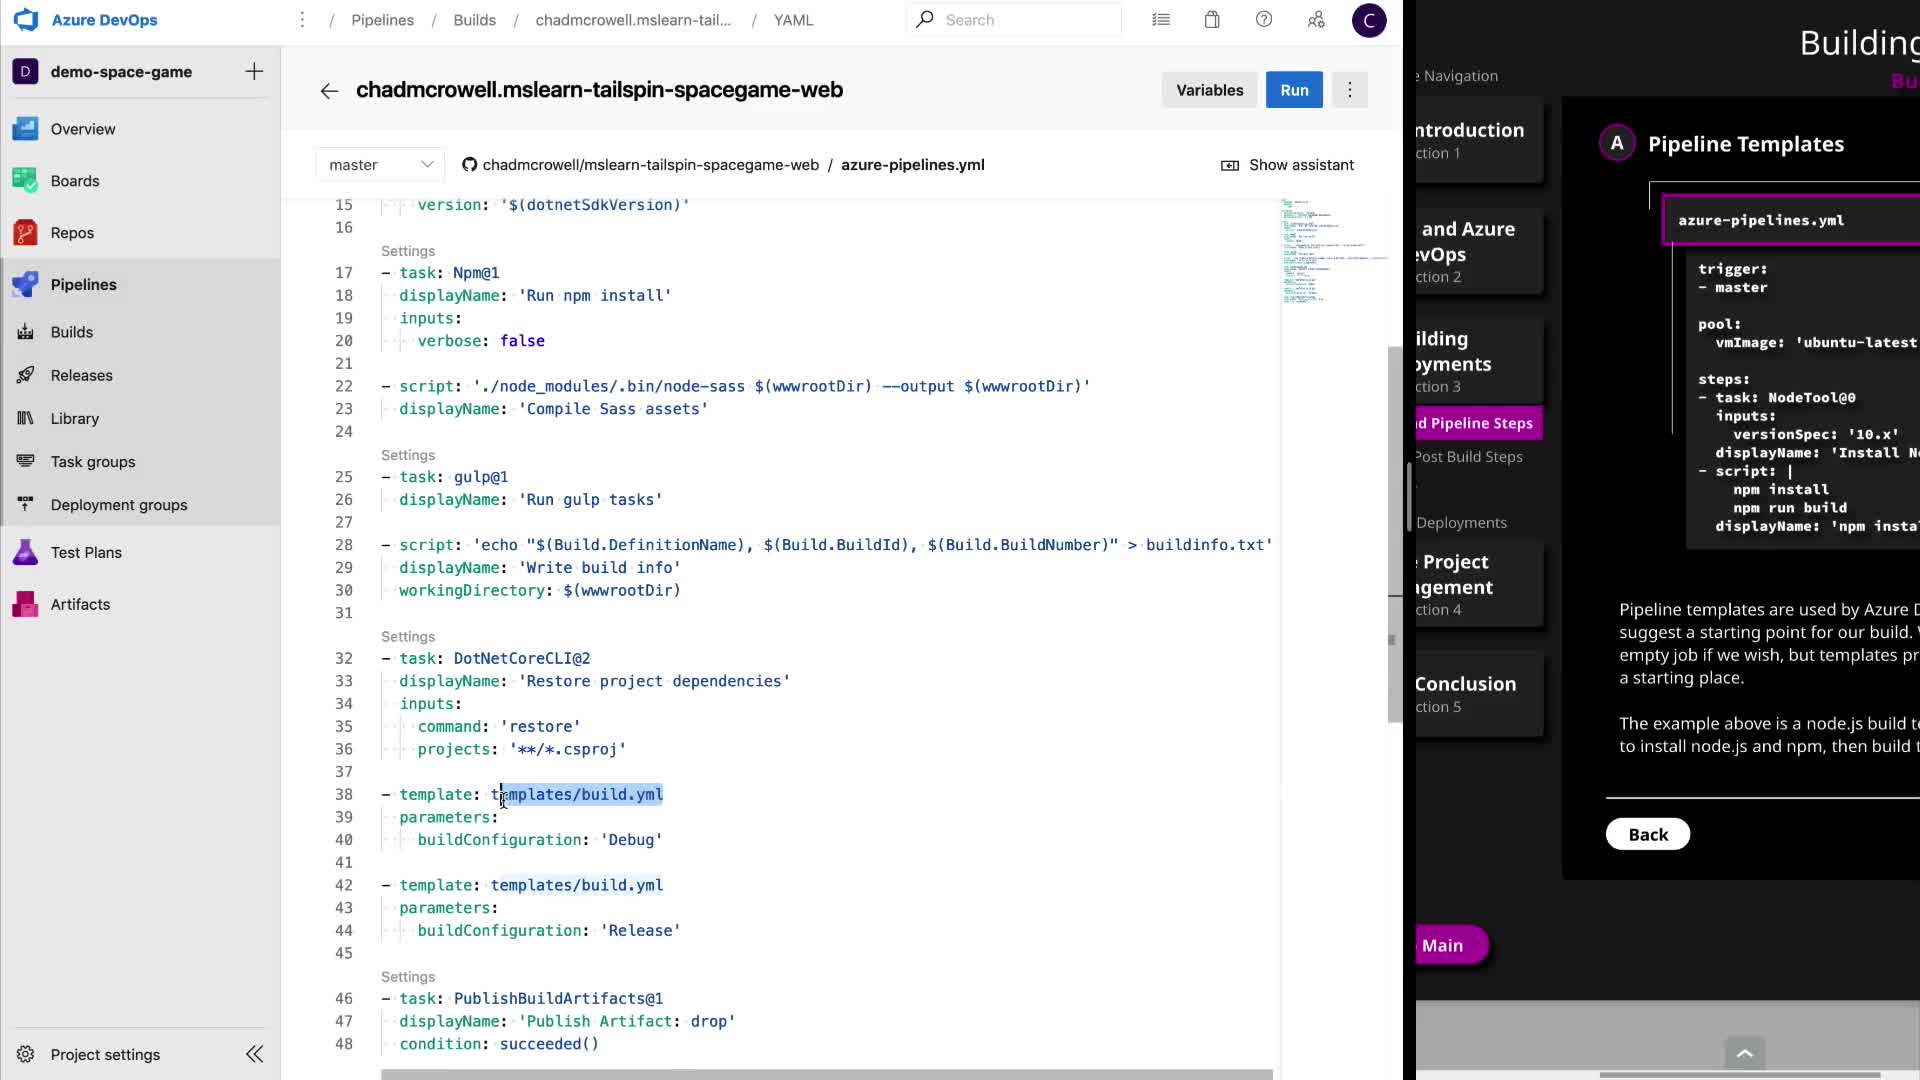 Azure DevOps
/ Pipelines / Builds / chadmcrowell.mslearn-tail... / YAML
Search
C
D demo-space-game
Overview
Boards
Repos
Pipelines
Builds
Releases
Library
Task groups
Deployment groups
Test Plans
Artifacts
Project settings
chadmcrowell.mslearn-tailspin-spacegame-web
Variables
Run
master
chadmcrowell/mslearn-tailspin-spacegame-web / azure-pipelines.yml
Show assistant
15 version: '$(dotnetSdkVersion)'
16
Settings
17 - task: Npm@1
18 displayName: 'Run npm install'
19 inputs:
20 verbose: false
21
22 - script: './node_modules/.bin/node-sass $(wwwrootDir) --output $(wwwrootDir)'
23 displayName: 'Compile Sass assets'
24
Settings
25 - task: gulp@1
26 displayName: 'Run gulp tasks'
27
28 - script: 'echo "$(Build.DefinitionName), $(Build.BuildId), $(Build.BuildNumber)" > buildinfo.txt'
29 displayName: 'Write build info'
30 workingDirectory: $(wwwrootDir)
31
Settings
32 - task: DotNetCoreCLI@2
33 displayName: 'Restore project dependencies'
34 inputs:
35 command: 'restore'
36 projects: '**/*.csproj'
37
38 - template: templates/build.yml
39 parameters:
40 buildConfiguration: 'Debug'
41
42 - template: templates/build.yml
43 parameters:
44 buildConfiguration: 'Release'
45
Settings
46 - task: PublishBuildArtifacts@1
47 displayName: 'Publish Artifact: drop'
48 condition: succeeded()
Building
Bu
e Navigation
ntroduction
ction 1
and Azure
evOps
ction 2
ilding
oyments
ction 3
d Pipeline Steps
Post Build Steps
Deployments
e Project
agement
ction 4
Conclusion
ction 5
Main
A Pipeline Templates
azure-pipelines.yml
trigger:
- master
pool:
vmImage: 'ubuntu-latest
steps:
- task: NodeTool@0
inputs:
versionSpec: '10.x'
displayName: 'Install N
- script: |
npm install
npm run build
displayName: 'npm insta
Pipeline templates are used by Azure D
suggest a starting point for our build.
empty job if we wish, but templates pr
a starting place.
The example above is a node.js build te
to install node.js and npm, then build t
Back